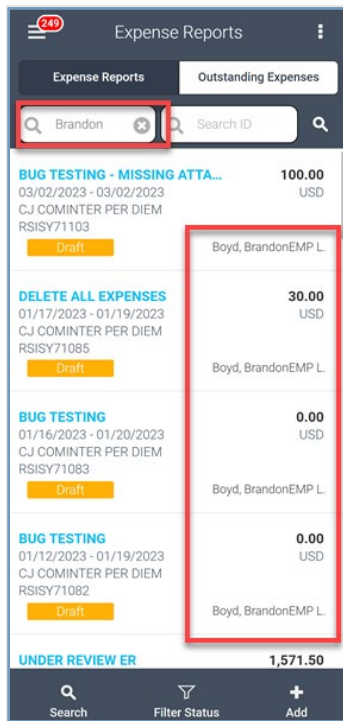 249
Expense Reports
Expense Reports
Outstanding Expenses
Brandon
Search ID
BUG TESTING - MISSING ATTA... 100.00
03/02/2023 - 03/02/2023 USD
CJ COMINTER PER DIEM
RSISY71103
Draft Boyd, BrandonEMP L.
DELETE ALL EXPENSES 30.00
01/17/2023 - 01/19/2023 USD
CJ COMINTER PER DIEM
RSISY71085
Draft Boyd, BrandonEMP L.
BUG TESTING 0.00
01/16/2023 - 01/20/2023 USD
CJ COMINTER PER DIEM
RSISY71083
Draft Boyd, BrandonEMP L.
BUG TESTING 0.00
01/12/2023 - 01/19/2023 USD
CJ COMINTER PER DIEM
RSISY71082
Draft Boyd, BrandonEMP L.
UNDER REVIEW ER 1,571.50
Search Filter Status Add